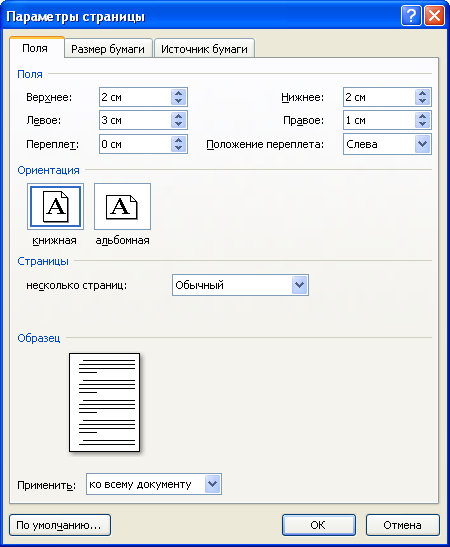 Параметры страницы
Поля Размер бумаги Источник бумаги
Поля
Верхнее: 2 см Нижнее: 2 см
Левое: 3 см Правое: 1 см
Переплет: 0 см Положение переплета: Слева
Ориентация
A A
книжная альбомная
Страницы
несколько страниц: Обычный
Образец
Применить: ко всему документу
По умолчанию... ОК Отмена